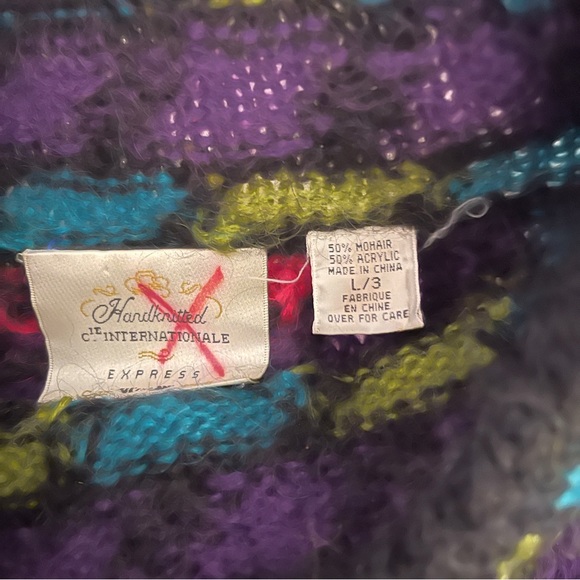 Handknitted
CIE INTERNATIONALE
EXPRESS
50% MOHAIR
50% ACRYLIC
MADE IN CHINA
L/3
FABRIQUE
EN CHINE
OVER FOR CARE